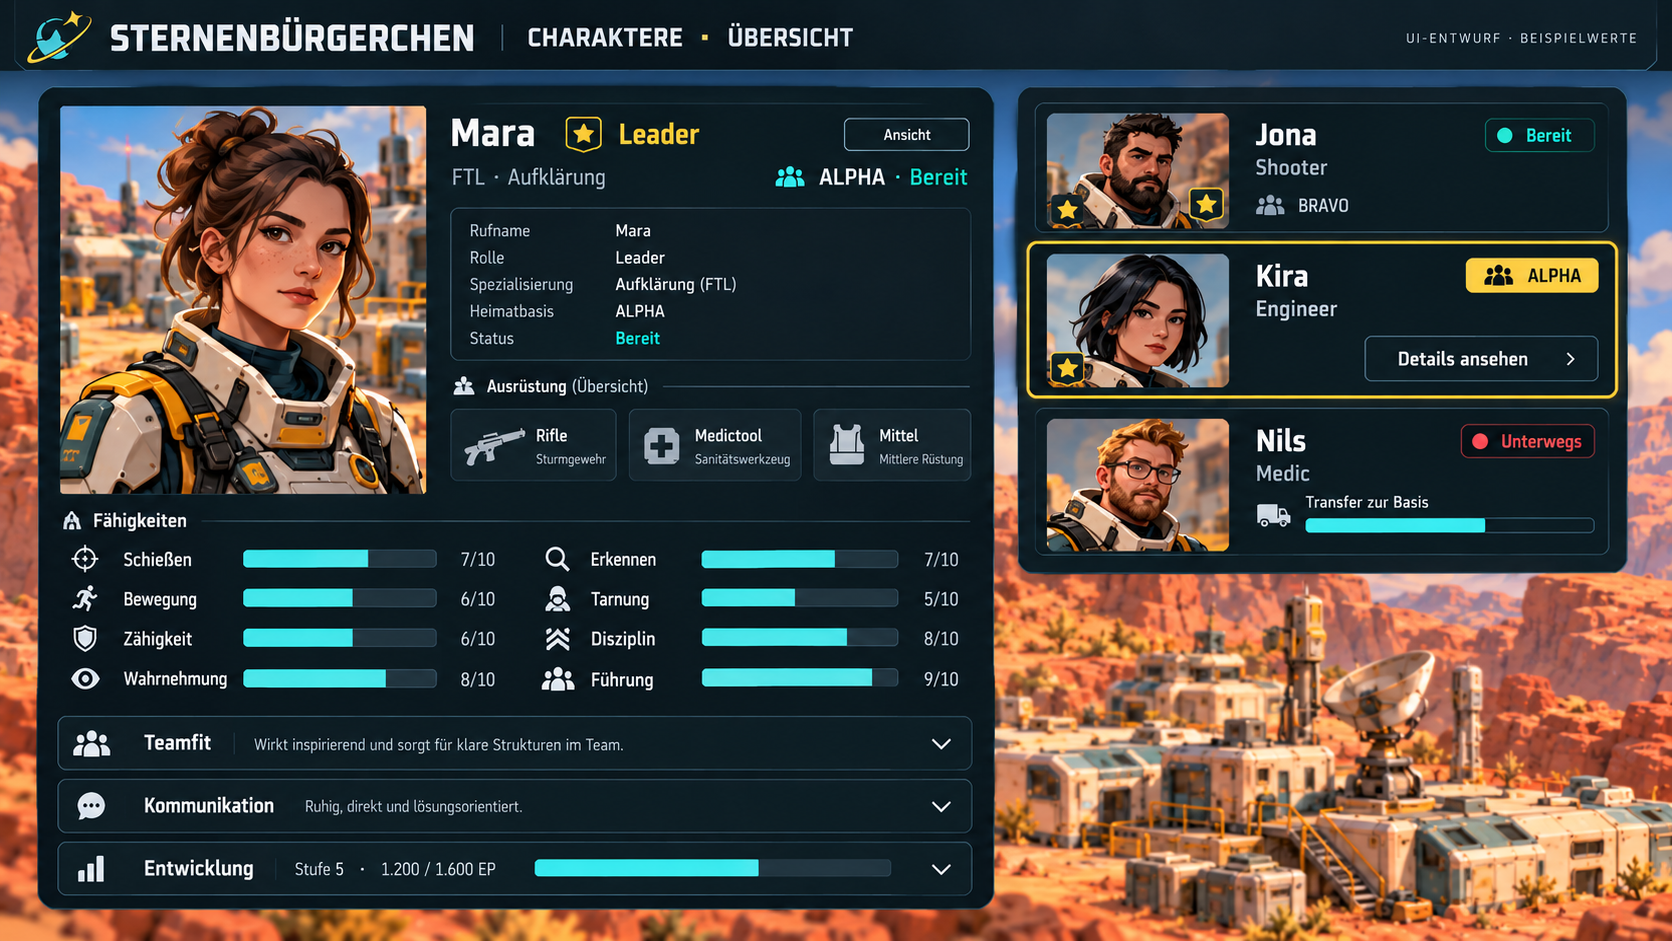 STERNENBÜRGERCHEN
CHARAKTERE · ÜBERSICHT
UI-ENTWURF · BEISPIELWERTE
Mara
Leader
Ansicht
FTL · Aufklärung
ALPHA · Bereit
Rufname Mara
Rolle Leader
Spezialisierung Aufklärung (FTL)
Heimatbasis ALPHA
Status Bereit
Ausrüstung (Übersicht)
Rifle
Sturmgewehr
Medictool
Sanitätswerkzeug
Mittel
Mittlere Rüstung
Fähigkeiten
Schießen 7/10
Bewegung 6/10
Zähigkeit 6/10
Wahrnehmung 8/10
Erkennen 7/10
Tarnung 5/10
Disziplin 8/10
Führung 9/10
Teamfit Wirkt inspirierend und sorgt für klare Strukturen im Team.
Kommunikation Ruhig, direkt und lösungsorientiert.
Entwicklung Stufe 5 · 1.200 / 1.600 EP
Jona
Bereit
Shooter
BRAVO
Kira
ALPHA
Engineer
Details ansehen
Nils
Unterwegs
Medic
Transfer zur Basis